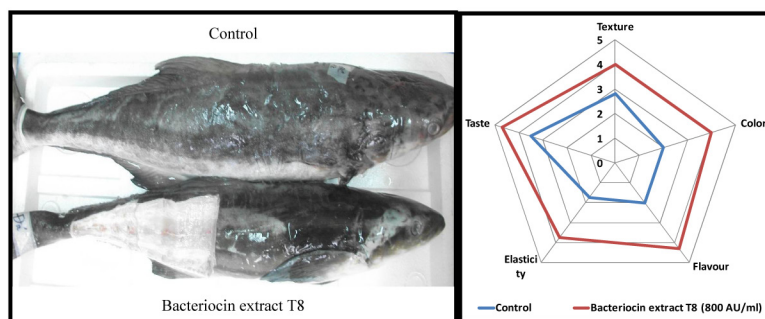 Control
Bacteriocin extract T8
Texture
5
4
3
2
1
0
Taste
Color
Elastici
ty
Flavour
Control
Bacteriocin extract T8 (800 AU/ml)